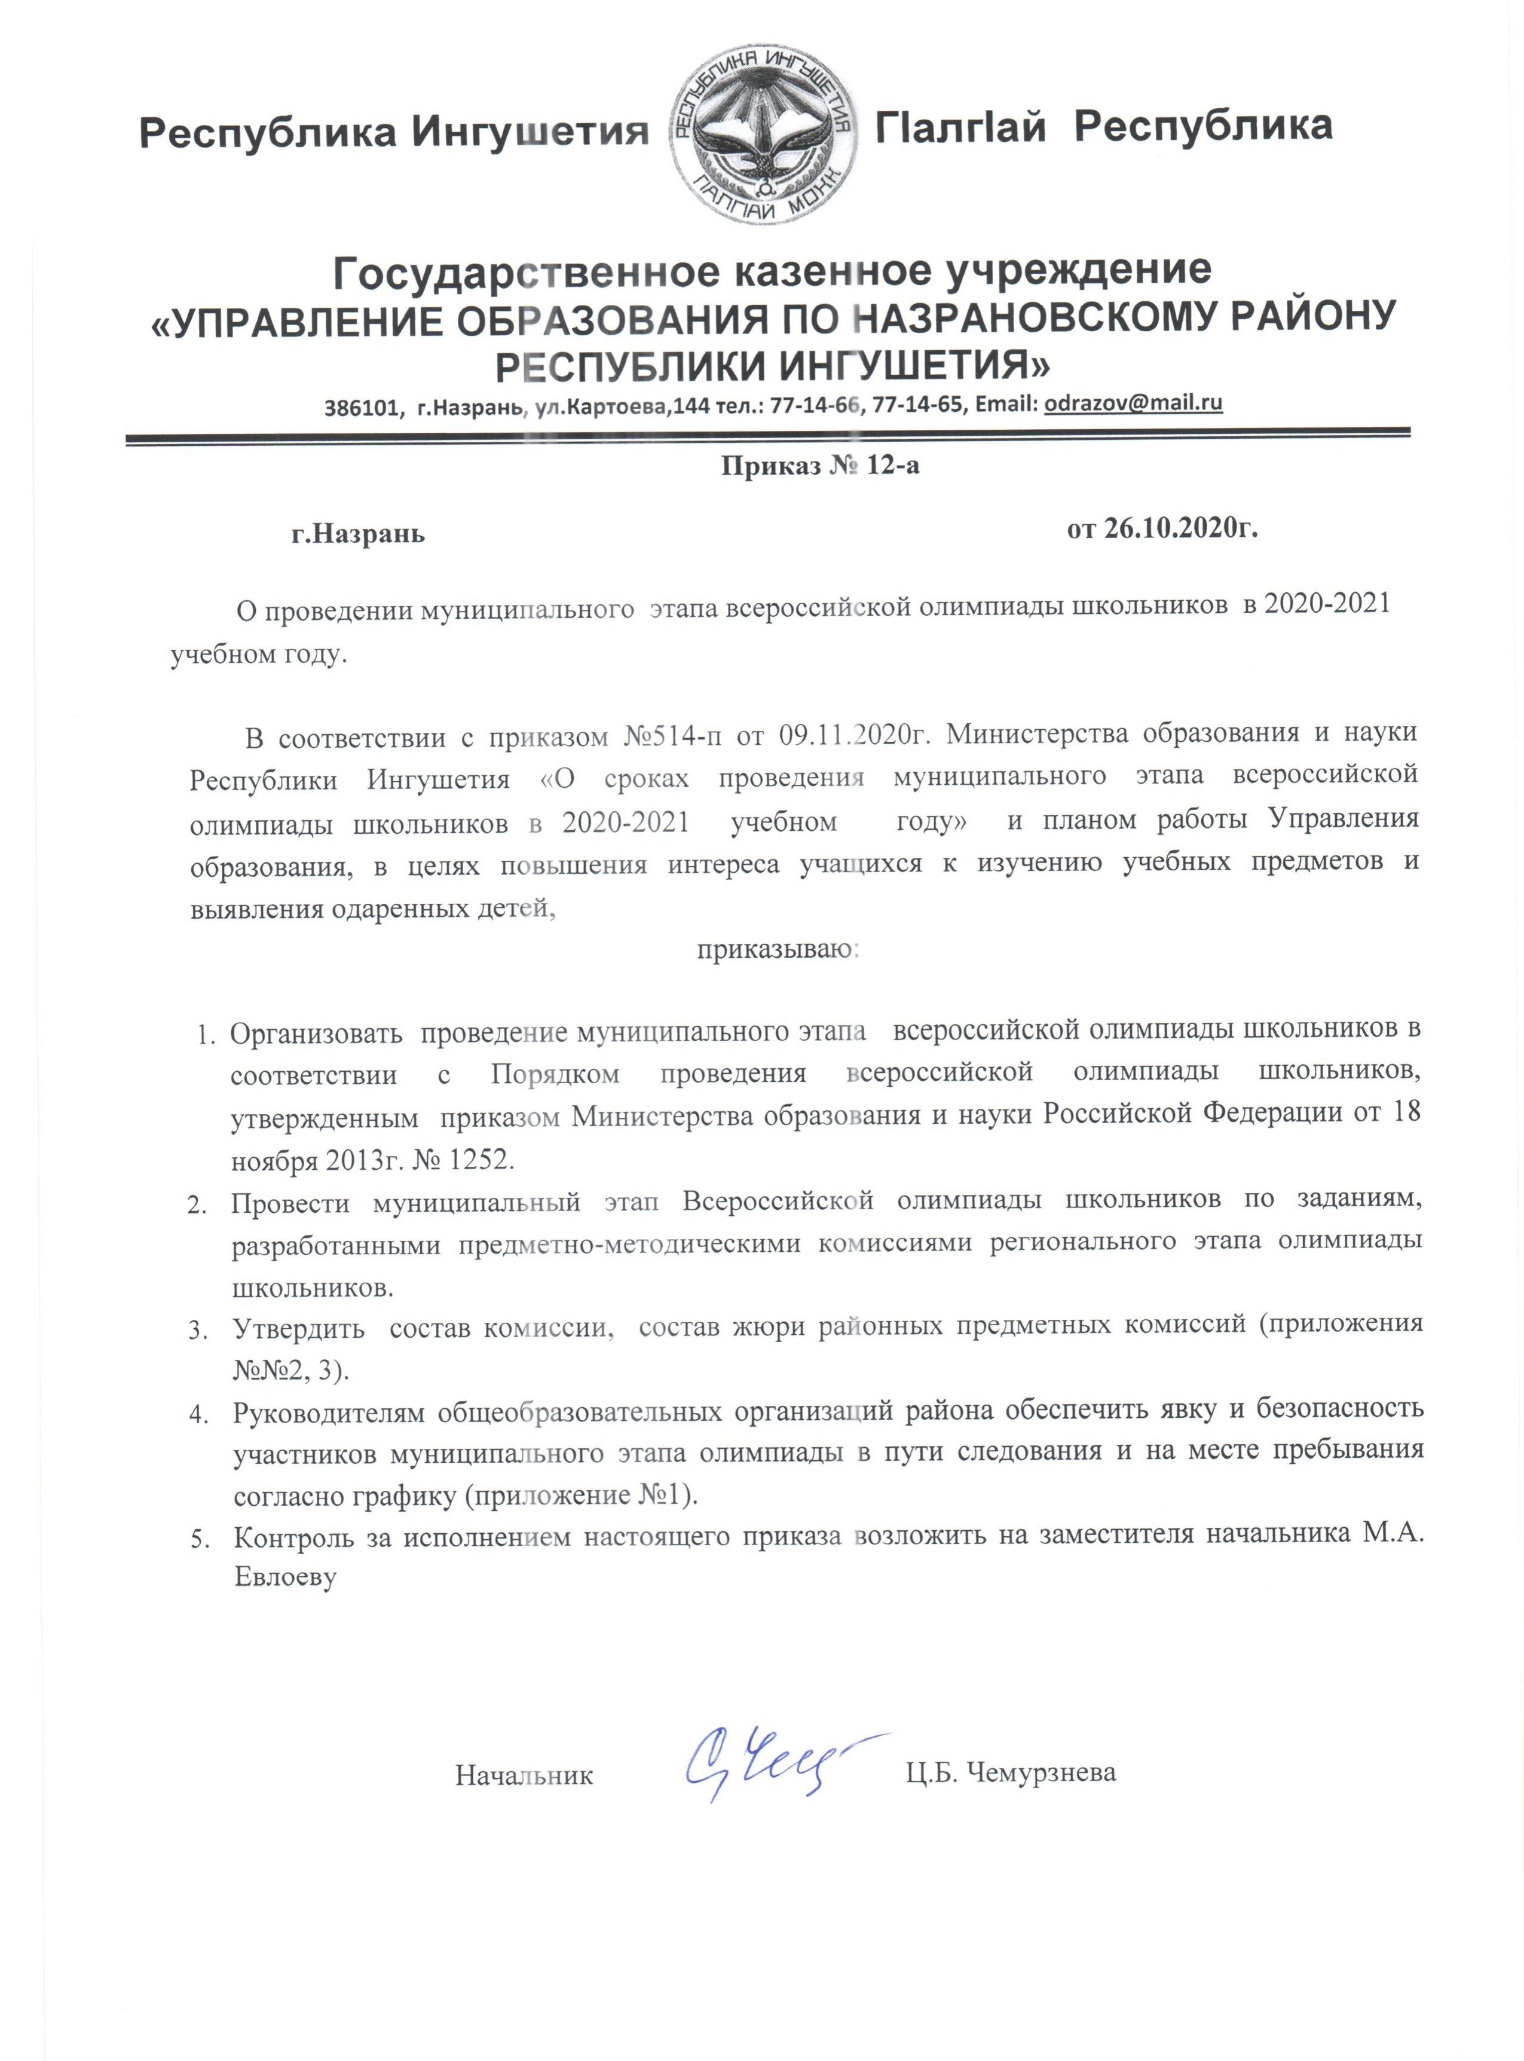 Республика Ингушетия
РЕСПУБЛИКА ИНГУШЕТИЯ
ГІАЛГІАЙ МОХК
ГІалгІай Республика
Государственное казенное учреждение
«УПРАВЛЕНИЕ ОБРАЗОВАНИЯ ПО НАЗРАНОВСКОМУ РАЙОНУ
РЕСПУБЛИКИ ИНГУШЕТИЯ»
386101, г.Назрань, ул.Картоева,144 тел.: 77-14-66, 77-14-65, Email: odrazov@mail.ru
Приказ № 12-а
г.Назрань от 26.10.2020г.
О проведении муниципального этапа всероссийской олимпиады школьников в 2020-2021
учебном году.
В соответствии с приказом №514-п от 09.11.2020г. Министерства образования и науки
Республики Ингушетия «О сроках проведения муниципального этапа всероссийской
олимпиады школьников в 2020-2021 учебном году» и планом работы Управления
образования, в целях повышения интереса учащихся к изучению учебных предметов и
выявления одаренных детей,
приказываю:
1. Организовать проведение муниципального этапа всероссийской олимпиады школьников в
соответствии с Порядком проведения всероссийской олимпиады школьников,
утвержденным приказом Министерства образования и науки Российской Федерации от 18
ноября 2013г. № 1252.
2. Провести муниципальный этап Всероссийской олимпиады школьников по заданиям,
разработанными предметно-методическими комиссиями регионального этапа олимпиады
школьников.
3. Утвердить состав комиссии, состав жюри районных предметных комиссий (приложения
№№2, 3).
4. Руководителям общеобразовательных организаций района обеспечить явку и безопасность
участников муниципального этапа олимпиады в пути следования и на месте пребывания
согласно графику (приложение №1).
5. Контроль за исполнением настоящего приказа возложить на заместителя начальника М.А.
Евлоеву
Начальник Ц.Б. Чемурзнева